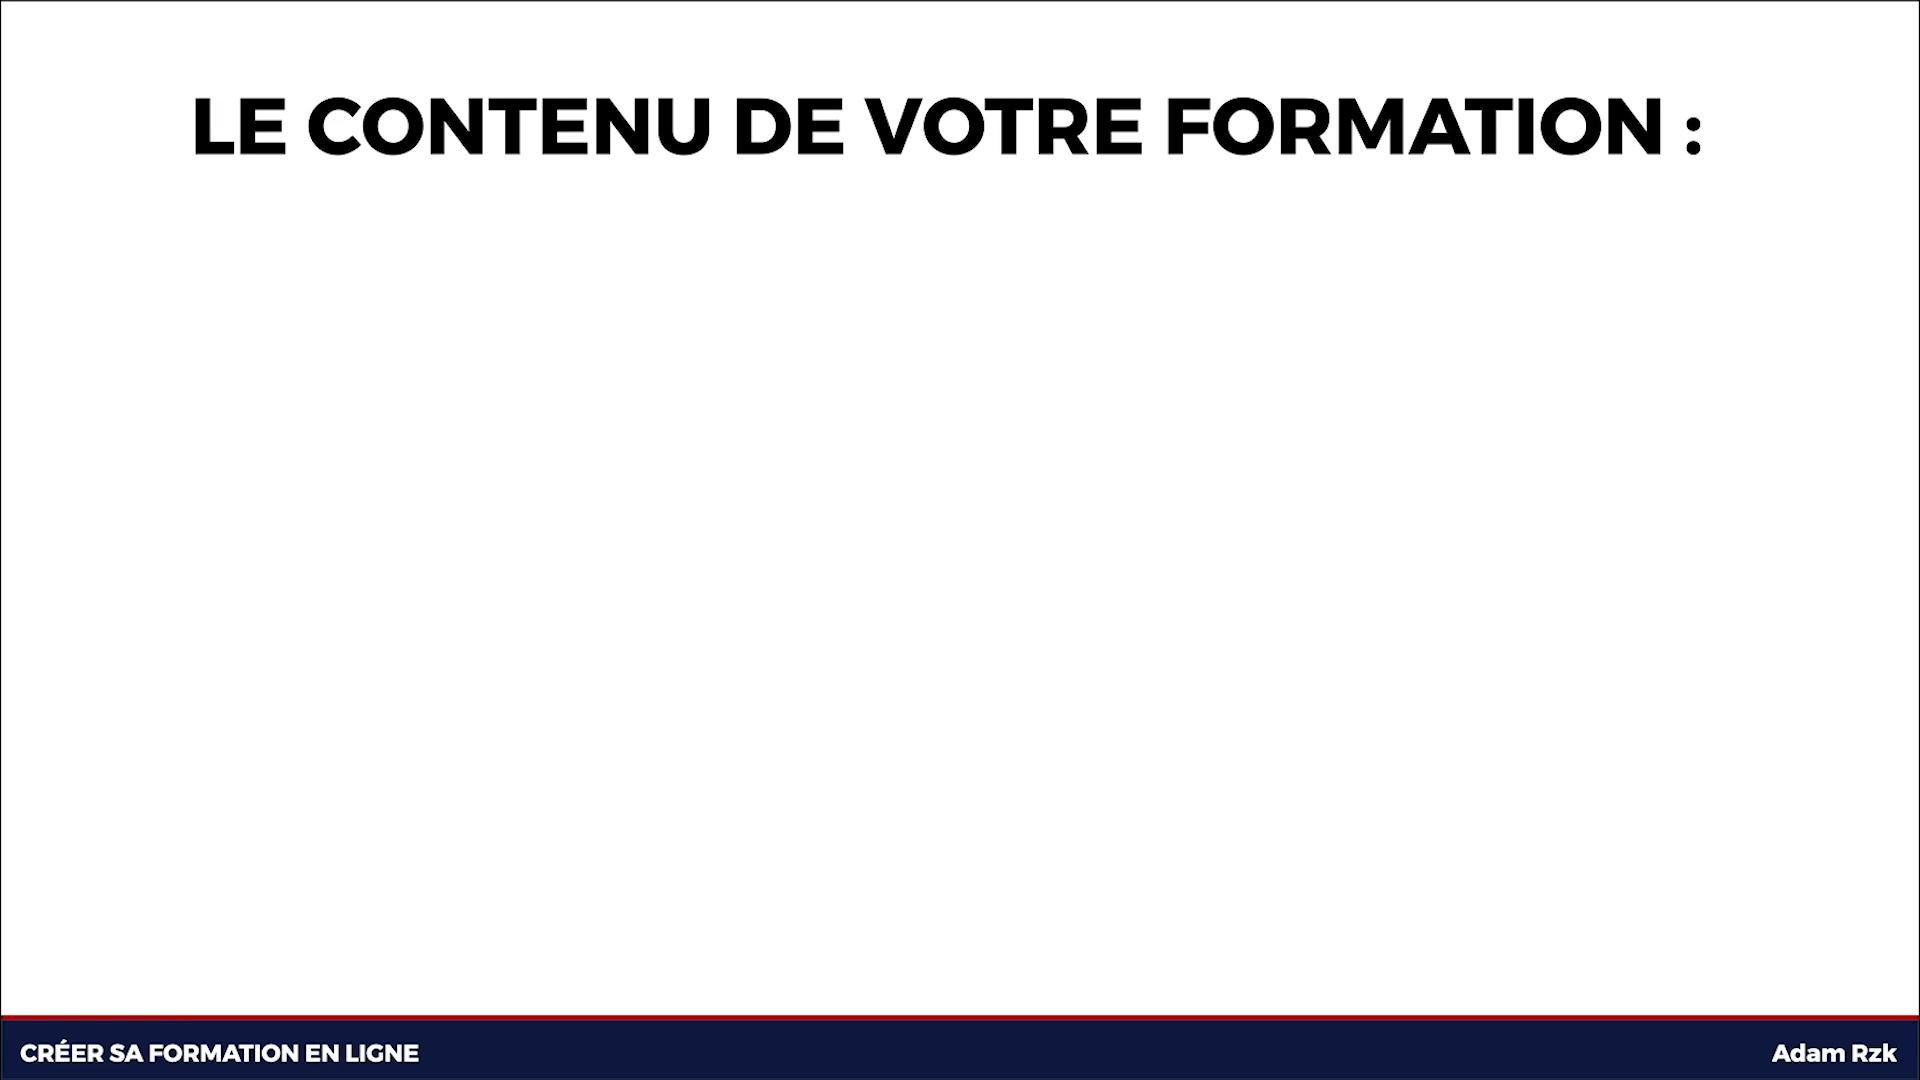 LE CONTENU DE VOTRE FORMATION :
CRÉER SA FORMATION EN LIGNE
Adam Rzk